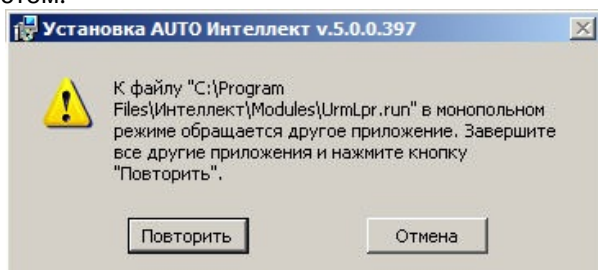 Установка AUTO Интеллект v.5.0.0.397
К файлу "C:\Program
Files\Интеллект\Modules\UrmLpr.run" в монопольном
режиме обращается другое приложение. Завершите
все другие приложения и нажмите кнопку
"Повторить".
Повторить Отмена